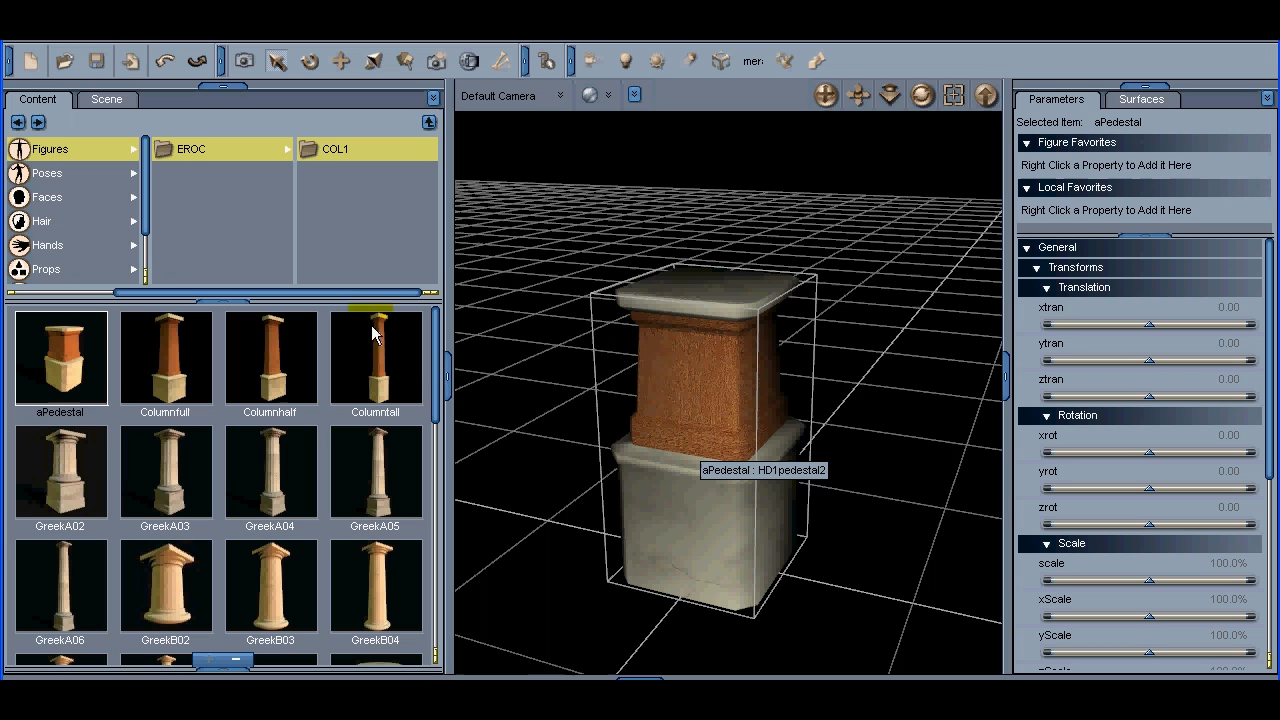 mer:
Content
Scene
Default Camera
Parameters
Surfaces
Selected Item: aPedestal
Figures
EROC
COL1
Figure Favorites
Poses
Right Click a Property to Add it Here
Faces
Local Favorites
Hair
Right Click a Property to Add it Here
Hands
Props
General
Transforms
Translation
xtran 0.00
ytran 0.00
ztran 0.00
Rotation
xrot 0.00
yrot 0.00
zrot 0.00
Scale
scale 100.0%
xScale 100.0%
yScale 100.0%
aPedestal
Columnfull
Columnhalf
Columntall
aPedestal : HD1pedestal2
GreekA02
GreekA03
GreekA04
GreekA05
GreekA06
GreekB02
GreekB03
GreekB04